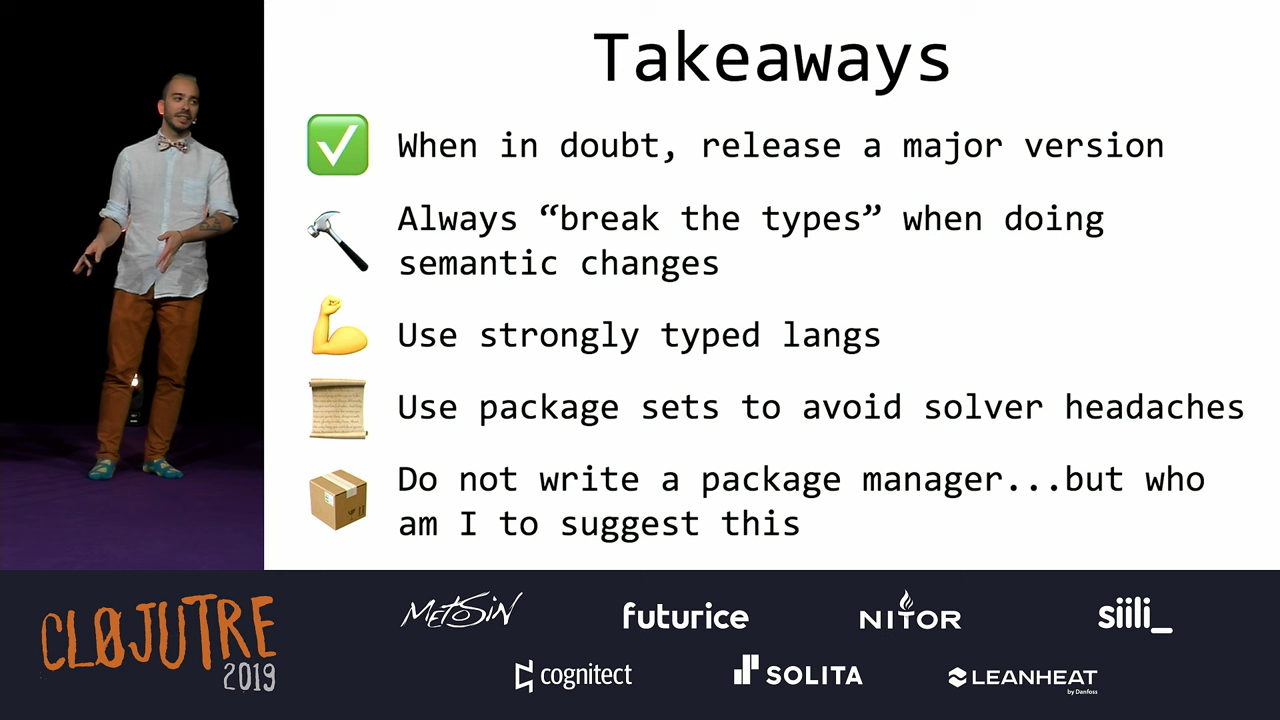 Takeaways
When in doubt, release a major version
Always “break the types” when doing
semantic changes
Use strongly typed langs
Use package sets to avoid solver headaches
Do not write a package manager...but who
am I to suggest this
CLØJUTRE
2019
METOSIN
futurice
NITOR
siili_
cognitect
SOLITA
LEANHEAT
by Danfoss